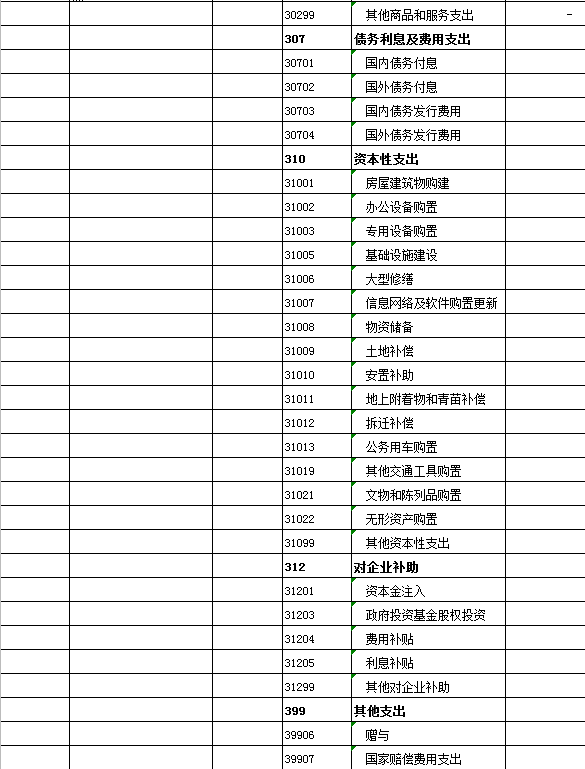 30299 其他商品和服务支出 -
307 债务利息及费用支出
30701 国内债务付息
30702 国外债务付息
30703 国内债务发行费用
30704 国外债务发行费用
310 资本性支出
31001 房屋建筑物购建
31002 办公设备购置
31003 专用设备购置
31005 基础设施建设
31006 大型修缮
31007 信息网络及软件购置更新
31008 物资储备
31009 土地补偿
31010 安置补助
31011 地上附着物和青苗补偿
31012 拆迁补偿
31013 公务用车购置
31019 其他交通工具购置
31021 文物和陈列品购置
31022 无形资产购置
31099 其他资本性支出
312 对企业补助
31201 资本金注入
31203 政府投资基金股权投资
31204 费用补贴
31205 利息补贴
31299 其他对企业补助
399 其他支出
39906 赠与
39907 国家赔偿费用支出